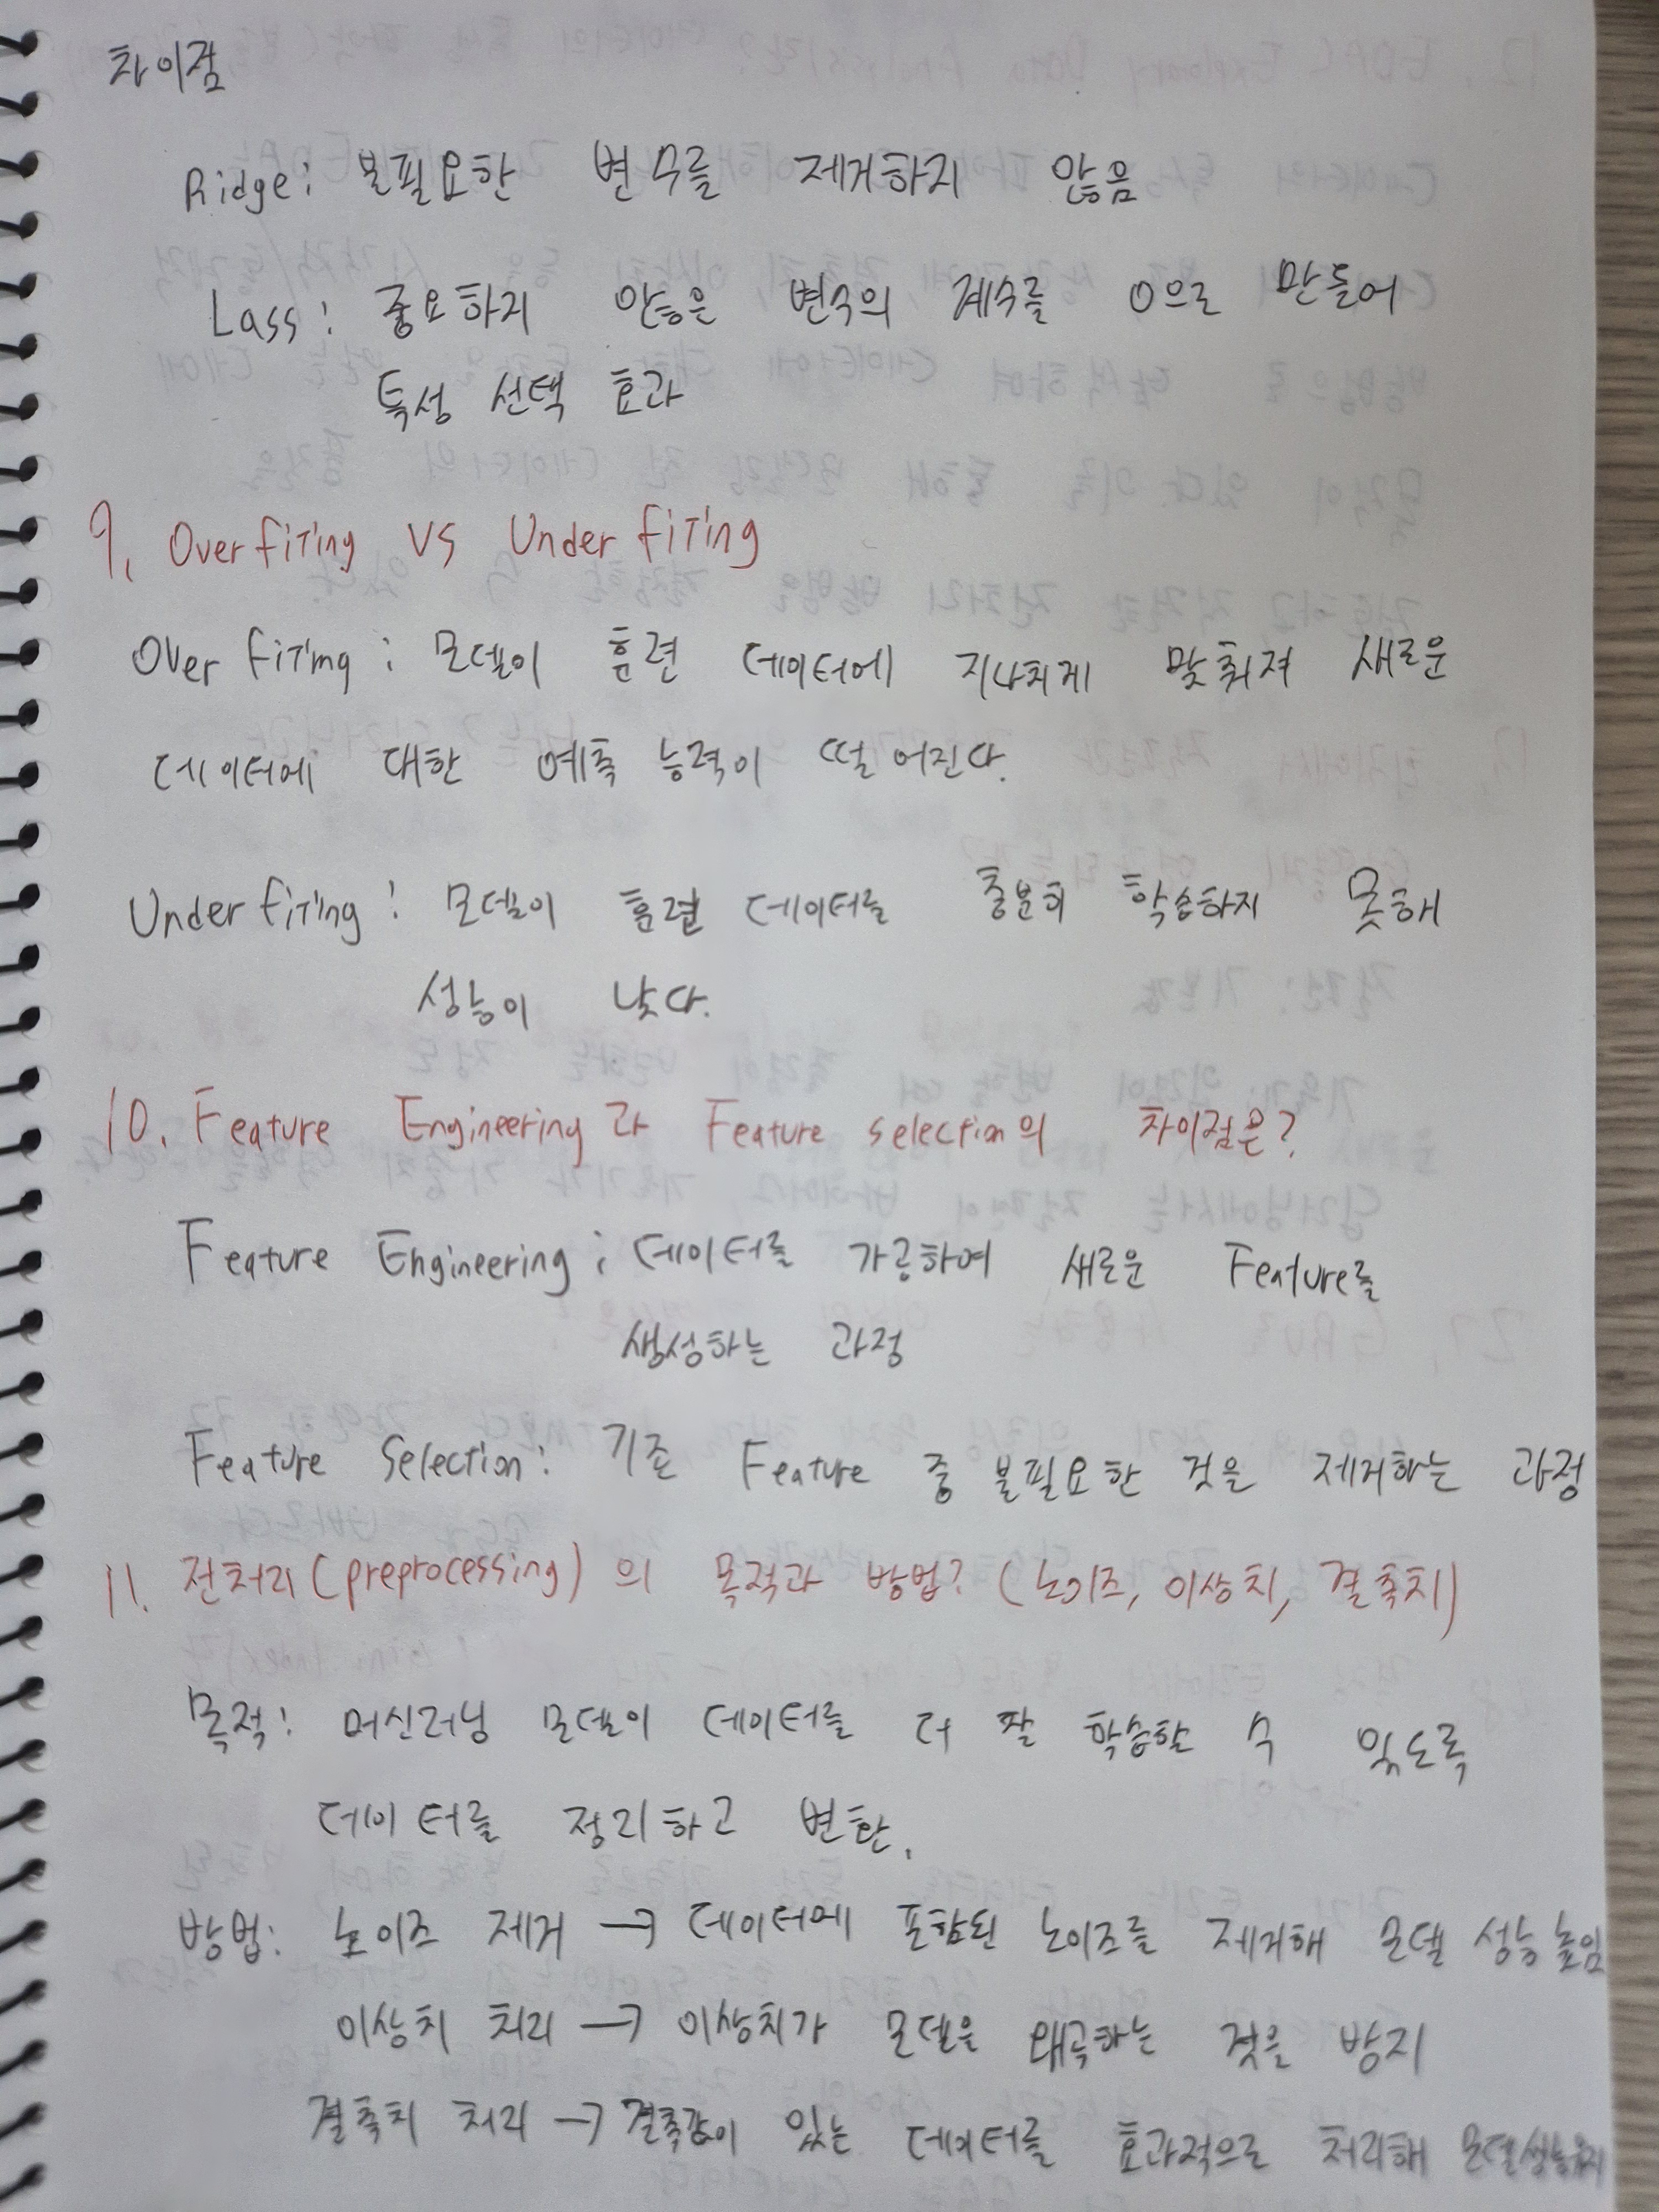 차이점
Ridge: 불필요한 변수를 제거하지 않음
Lass: 중요하지 않은 변수의 계수를 0으로 만들어
특성 선택 효과
9. Overfiting VS Underfiting
Overfiting: 모델이 훈련 데이터에 지나치게 맞춰져 새로운
데이터에 대한 예측 능력이 떨어진다.
Underfiting: 모델이 훈련 데이터를 충분히 학습하지 못해
성능이 낮다.
10. Feature Engineering과 Feature selection의 차이점은?
Feature Engineering: 데이터를 가공하여 새로운 Feature를
생성하는 과정
Feature Selection: 기존 Feature 중 불필요한 것을 제거하는 과정
11. 전처리(preprocessing)의 목적과 방법? (노이즈, 이상치, 결측치)
목적: 머신러닝 모델이 데이터를 더 잘 학습할 수 있도록
데이터를 정리하고 변환.
방법: 노이즈 제거 → 데이터에 포함된 노이즈를 제거해 모델 성능 높임
이상치 처리 → 이상치가 모델을 왜곡하는 것을 방지
결측치 처리 → 결측값이 있는 데이터를 효과적으로 처리해 모델성능